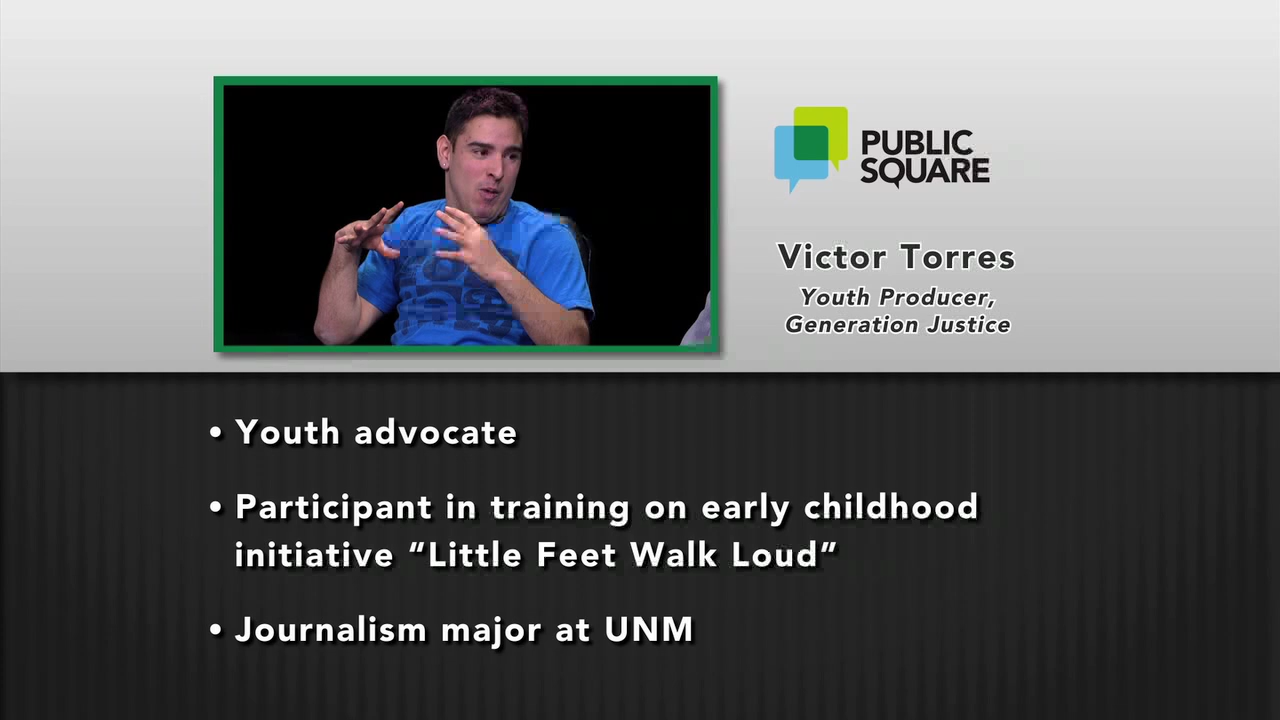 PUBLIC
SQUARE
Victor Torres
Youth Producer,
Generation Justice
• Youth advocate
• Participant in training on early childhood
initiative “Little Feet Walk Loud”
• Journalism major at UNM